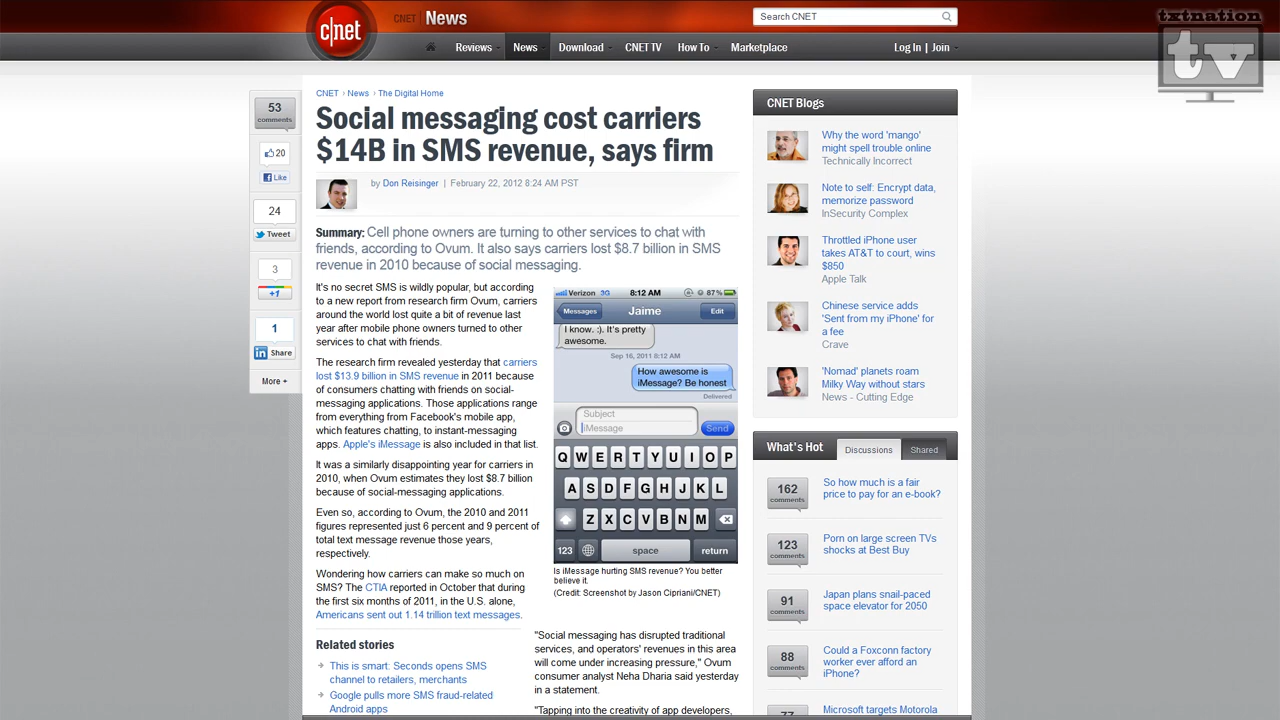 txtnation
tv
c|net
CNET News
Search CNET
Reviews News Download CNET TV How To Marketplace Log In | Join
CNET › News › The Digital Home
Social messaging cost carriers
$14B in SMS revenue, says firm
by Don Reisinger | February 22, 2012 8:24 AM PST
Summary: Cell phone owners are turning to other services to chat with
friends, according to Ovum. It also says carriers lost $8.7 billion in SMS
revenue in 2010 because of social messaging.
53
comments
20
Like
24
Tweet
3
+1
1
in Share
More +
It's no secret SMS is wildly popular, but according
to a new report from research firm Ovum, carriers
around the world lost quite a bit of revenue last
year after mobile phone owners turned to other
services to chat with friends.
The research firm revealed yesterday that carriers
lost $13.9 billion in SMS revenue in 2011 because
of consumers chatting with friends on social-
messaging applications. Those applications range
from everything from Facebook's mobile app,
which features chatting, to instant-messaging
apps. Apple's iMessage is also included in that list.
It was a similarly disappointing year for carriers in
2010, when Ovum estimates they lost $8.7 billion
because of social-messaging applications.
Even so, according to Ovum, the 2010 and 2011
figures represented just 6 percent and 9 percent of
total text message revenue those years,
respectively.
Wondering how carriers can make so much on
SMS? The CTIA reported in October that during
the first six months of 2011, in the U.S. alone,
Americans sent out 1.14 trillion text messages.
Related stories
This is smart: Seconds opens SMS
channel to retailers, merchants
Google pulls more SMS fraud-related
Android apps
Verizon 3G 8:12 AM 87%
Messages Jaime Edit
I know. :). It's pretty
awesome.
Sep 16, 2011 8:12 AM
How awesome is
iMessage? Be honest
Delivered
Subject
iMessage Send
Q W E R T Y U I O P
A S D F G H J K L
Z X C V B N M
123 space return
Is iMessage hurting SMS revenue? You better
believe it.
(Credit: Screenshot by Jason Cipriani/CNET)
"Social messaging has disrupted traditional
services, and operators' revenues in this area
will come under increasing pressure," Ovum
consumer analyst Neha Dharia said yesterday
in a statement.
"Tapping into the creativity of app developers,
CNET Blogs
Why the word 'mango'
might spell trouble online
Technically Incorrect
Note to self: Encrypt data,
memorize password
InSecurity Complex
Throttled iPhone user
takes AT&T to court, wins
$850
Apple Talk
Chinese service adds
'Sent from my iPhone' for
a fee
Crave
'Nomad' planets roam
Milky Way without stars
News - Cutting Edge
What's Hot Discussions Shared
162
comments
So how much is a fair
price to pay for an e-book?
123
comments
Porn on large screen TVs
shocks at Best Buy
91
comments
Japan plans snail-paced
space elevator for 2050
88
comments
Could a Foxconn factory
worker ever afford an
iPhone?
77
Microsoft targets Motorola